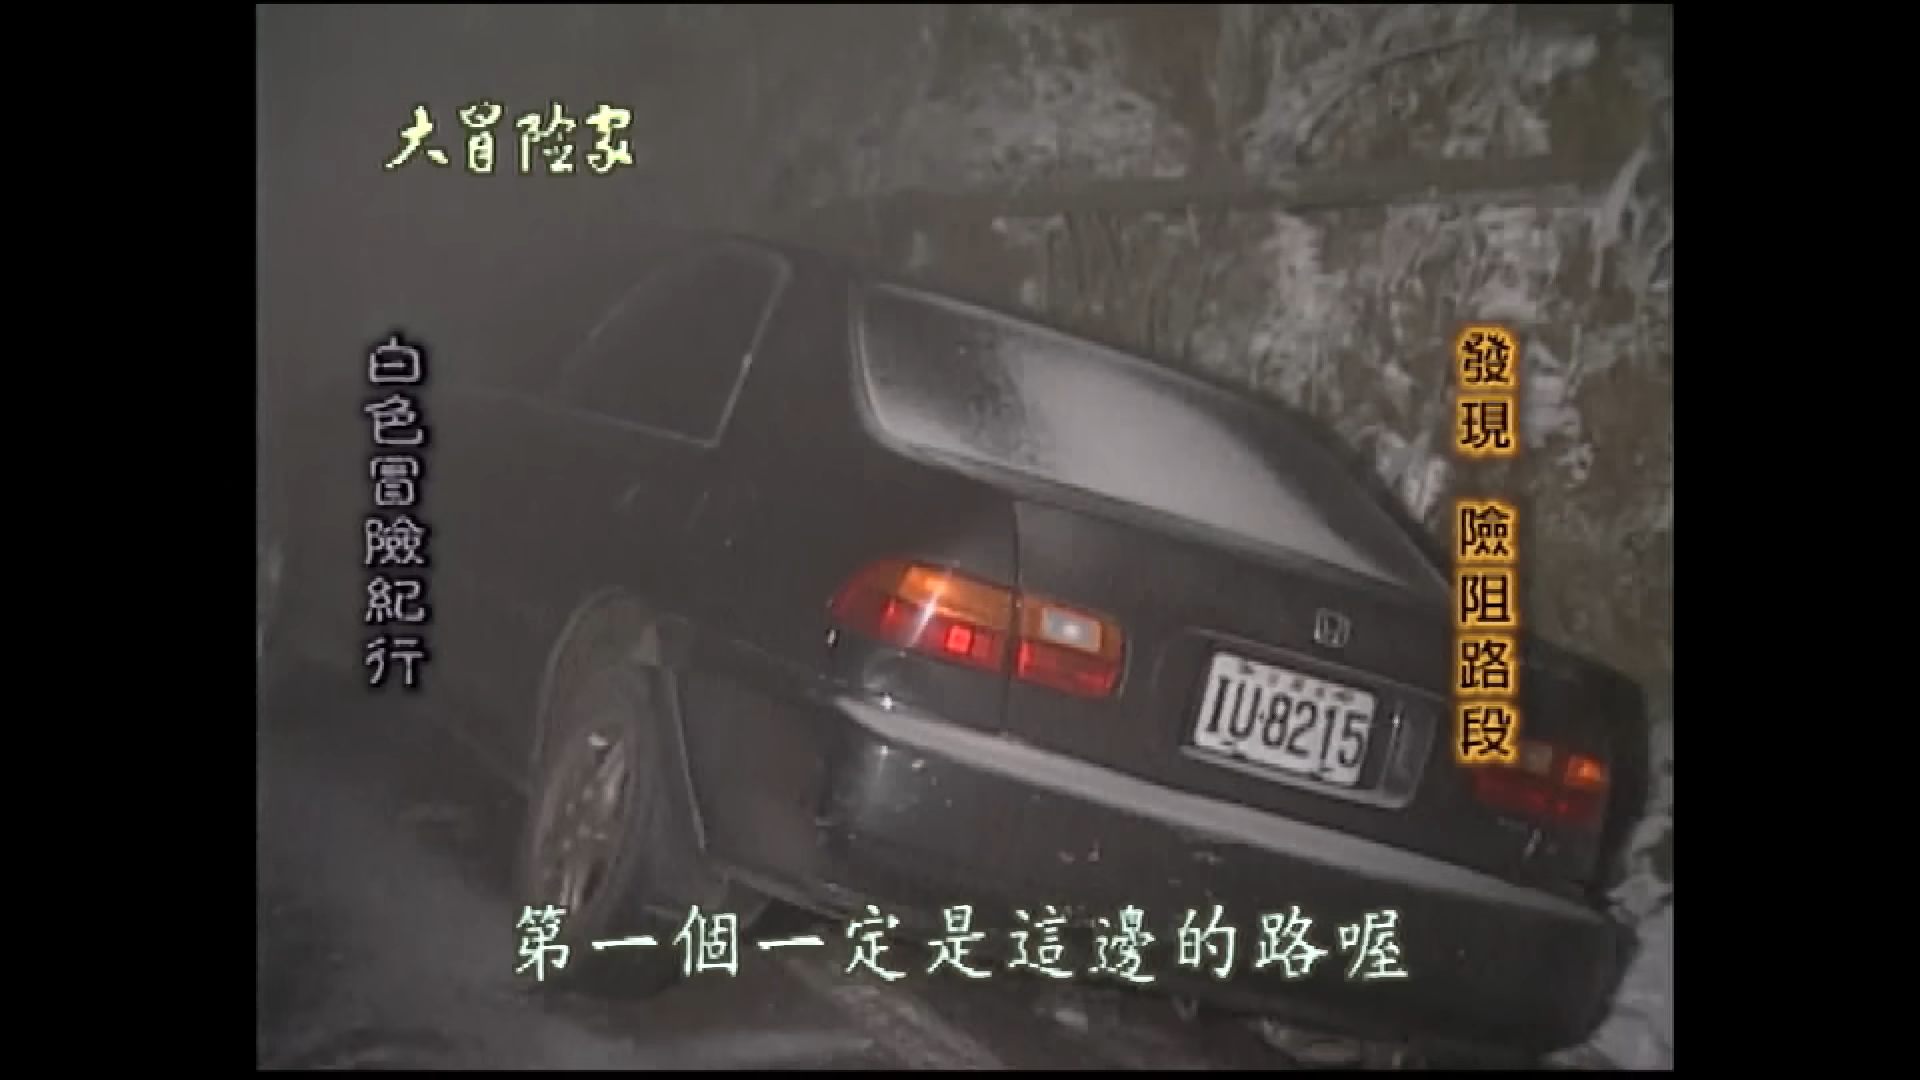 大冒險家
白色冒險紀行
發現 險阻路段
IU-8215
第一個一定是這邊的路喔